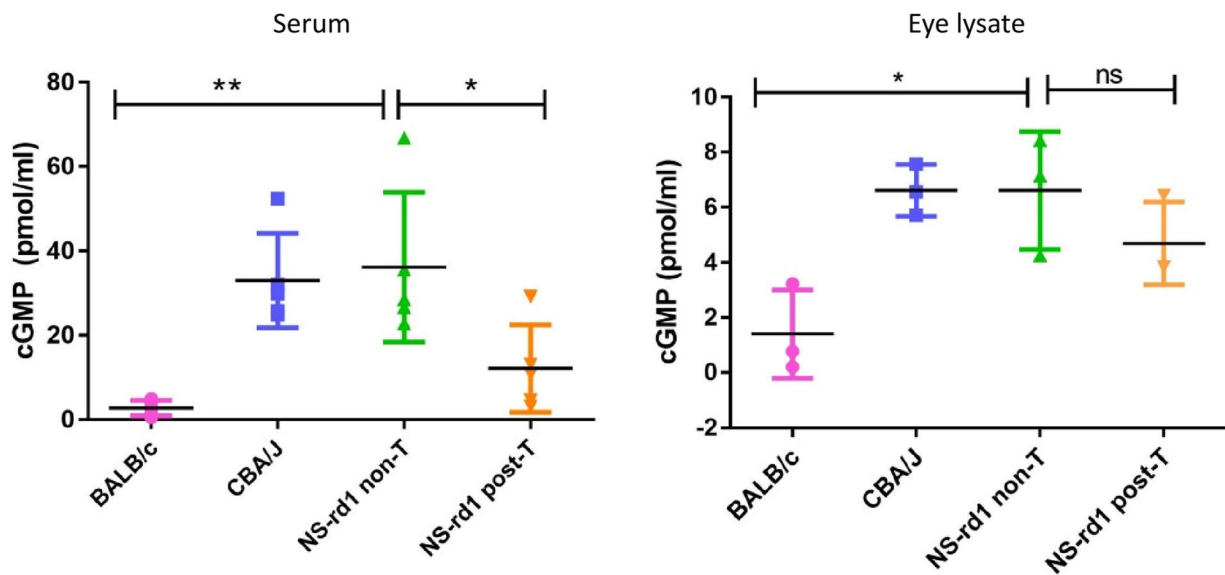 Serum
80
60
40
20
0
cGMP (pmol/ml)
** *
BALB/c
CBA/J
NS-rd1 non-T
NS-rd1 post-T
Eye lysate
10
8
6
4
2
0
-2
cGMP (pmol/ml)
* ns
BALB/c
CBA/J
NS-rd1 non-T
NS-rd1 post-T